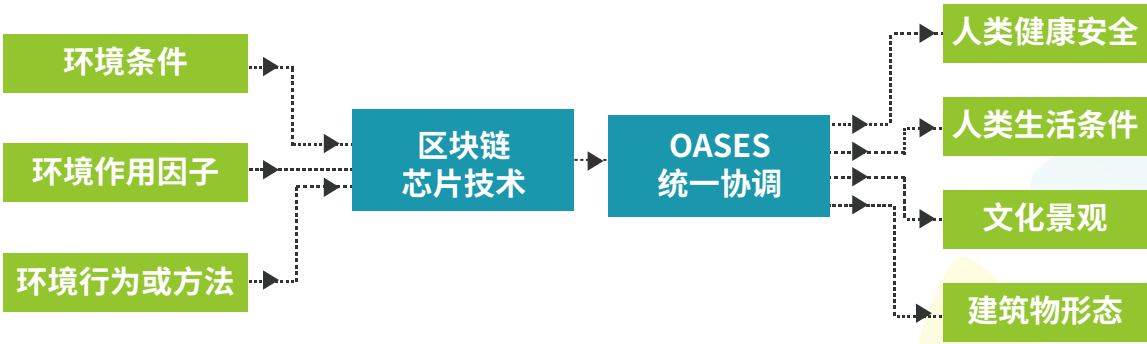 环境条件
环境作用因子
环境行为或方法
区块链
芯片技术
OASES
统一协调
人类健康安全
人类生活条件
文化景观
建筑物形态